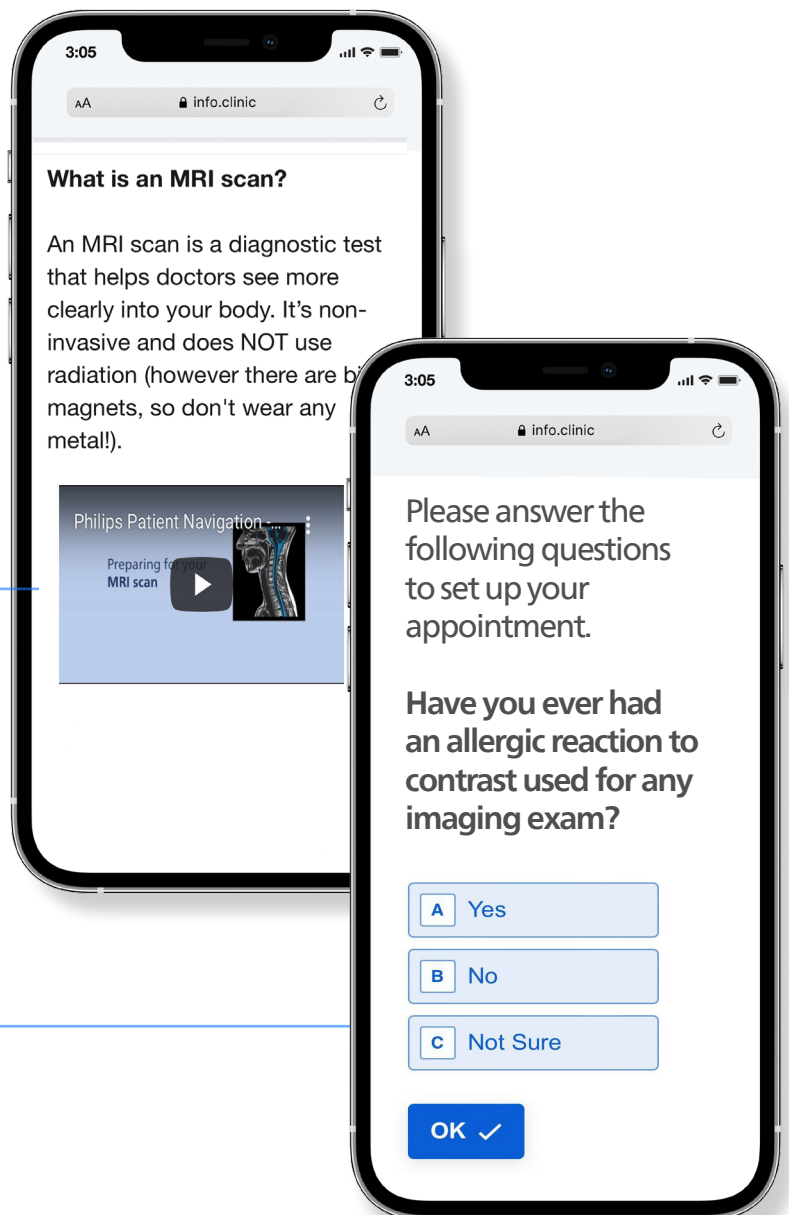 3:05
AA info.clinic
What is an MRI scan?
An MRI scan is a diagnostic test
that helps doctors see more
clearly into your body. It’s non-
invasive and does NOT use
radiation (however there are
magnets, so don't wear any
metal!).
Philips Patient Navigation -...
Preparing for your
MRI scan
3:05
AA info.clinic
Please answer the
following questions
to set up your
appointment.
Have you ever had
an allergic reaction to
contrast used for any
imaging exam?
A Yes
B No
C Not Sure
OK